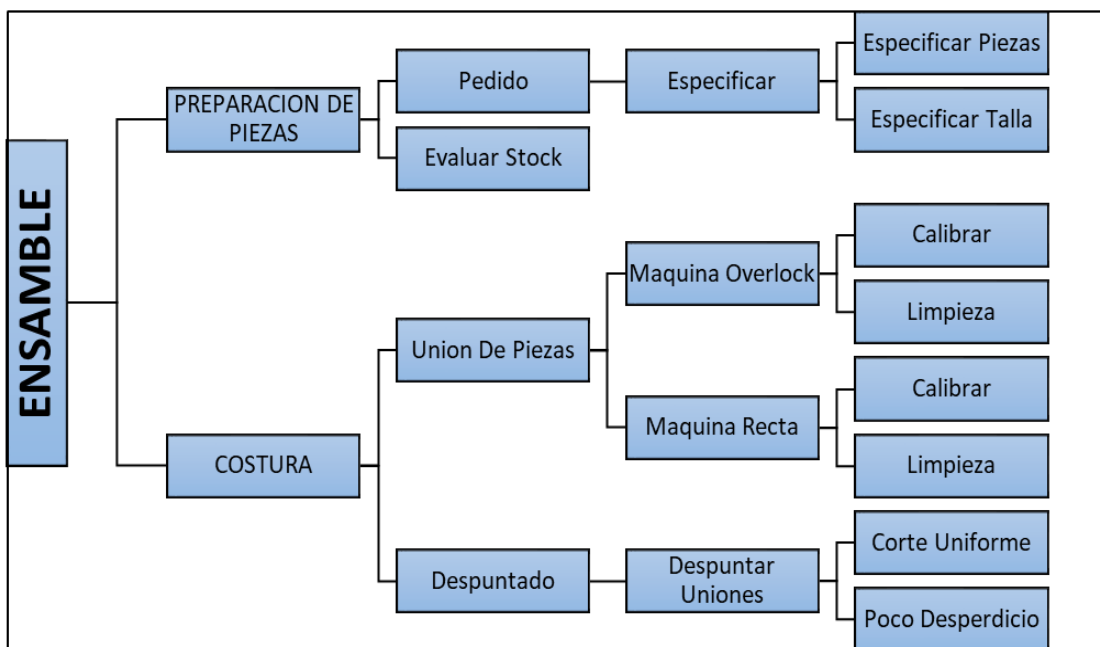 ENSAMBLE
PREPARACION DE
PIEZAS
Pedido
Especificar
Especificar Piezas
Especificar Talla
Evaluar Stock
COSTURA
Union De Piezas
Maquina Overlock
Calibrar
Limpieza
Maquina Recta
Calibrar
Limpieza
Despuntado
Despuntar
Uniones
Corte Uniforme
Poco Desperdicio